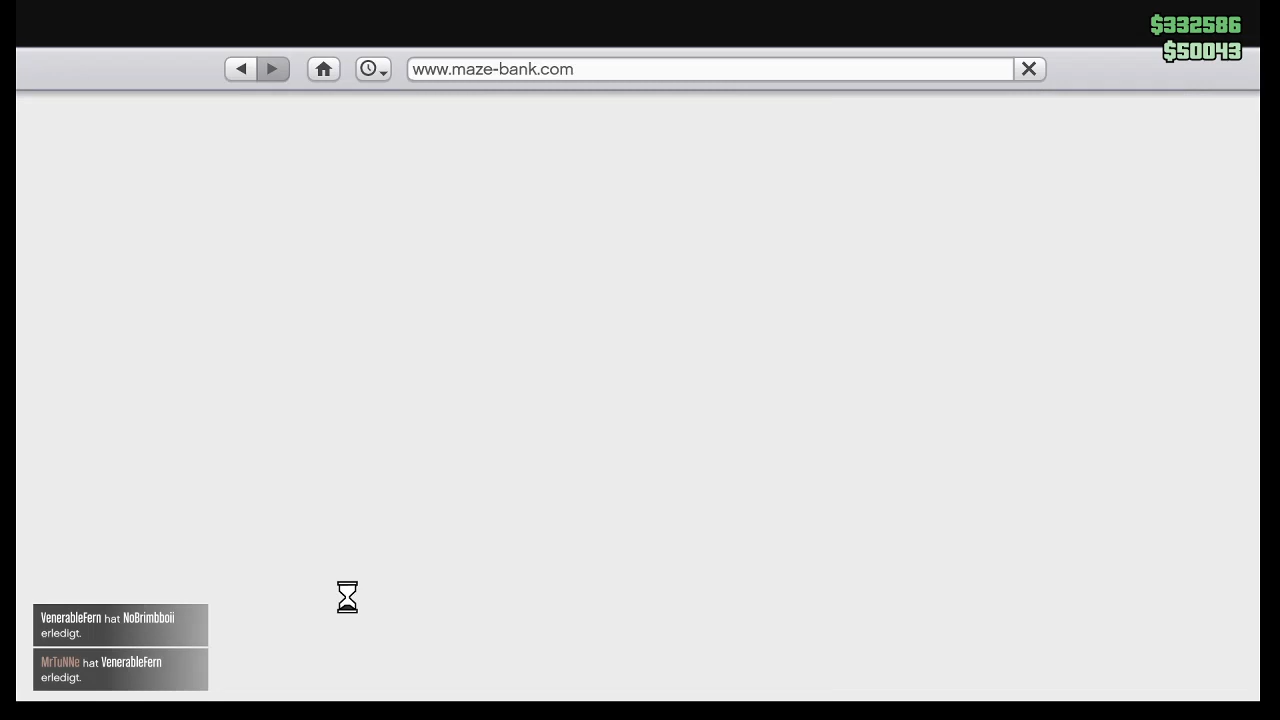 $332586
$50043
www.maze-bank.com
VenerableFern hat NoBrimbboii
erledigt.
MrTuNNe hat VenerableFern
erledigt.